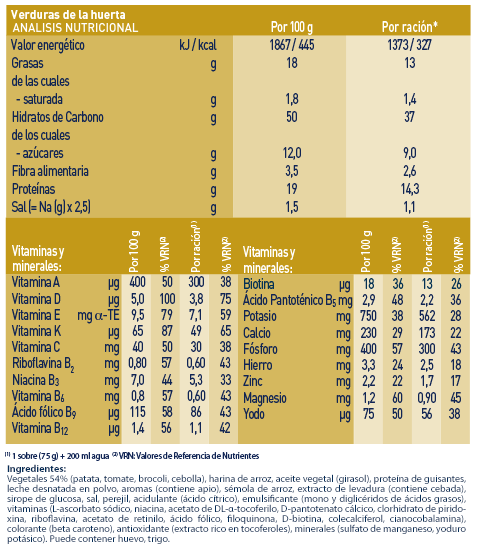 Verduras de la huerta
ANALISIS NUTRICIONAL Por 100 g Por ración*
Valor energético kJ / kcal 1867 / 445 1373 / 327
Grasas g 18 13
de las cuales
- saturada g 1,8 1,4
Hidratos de Carbono g 50 37
de los cuales
- azúcares g 12,0 9,0
Fibra alimentaria g 3,5 2,6
Proteínas g 19 14,3
Sal (= Na (g) x 2,5) g 1,5 1,1
Vitaminas y minerales: Por 100 g % VRN(2) Por ración(1) % VRN(2)
Vitamina A µg 400 50 300 38
Vitamina D µg 5,0 100 3,8 75
Vitamina E mg α-TE 9,5 79 7,1 59
Vitamina K µg 65 87 49 65
Vitamina C mg 40 50 30 38
Riboflavina B2 mg 0,80 57 0,60 43
Niacina B3 mg 7,0 44 5,3 33
Vitamina B6 mg 0,8 57 0,60 43
Ácido fólico B9 µg 115 58 86 43
Vitamina B12 µg 1,4 56 1,1 42
Vitaminas y minerales: Por 100 g % VRN(2) Por ración(1) % VRN(2)
Biotina µg 18 36 13 26
Ácido Pantoténico B5 mg 2,9 48 2,2 36
Potasio mg 750 38 562 28
Calcio mg 230 29 173 22
Fósforo mg 400 57 300 43
Hierro mg 3,3 24 2,5 18
Zinc mg 2,2 22 1,7 17
Magnesio mg 1,2 60 0,90 45
Yodo µg 75 50 56 38
(1) 1 sobre (75 g) + 200 ml agua (2) VRN: Valores de Referencia de Nutrientes
Ingredientes:
Vegetales 54% (patata, tomate, brocoli, cebolla), harina de arroz, aceite vegetal (girasol), proteína de guisantes,
leche desnatada en polvo, aromas (contiene apio), sémola de arroz, extracto de levadura (contiene cebada),
sirope de glucosa, sal, perejil, acidulante (ácido cítrico), emulsificante (mono y diglicéridos de ácidos grasos),
vitaminas (L-ascorbato sódico, niacina, acetato de DL-α-tocoferilo, D-pantotenato cálcico, clorhidrato de pirido-
xina, riboflavina, acetato de retinilo, ácido fólico, filoquinona, D-biotina, colecalciferol, cianocobalamina),
colorante (beta caroteno), antioxidante (extracto rico en tocoferoles), minerales (sulfato de manganeso, yoduro
potásico). Puede contener huevo, trigo.